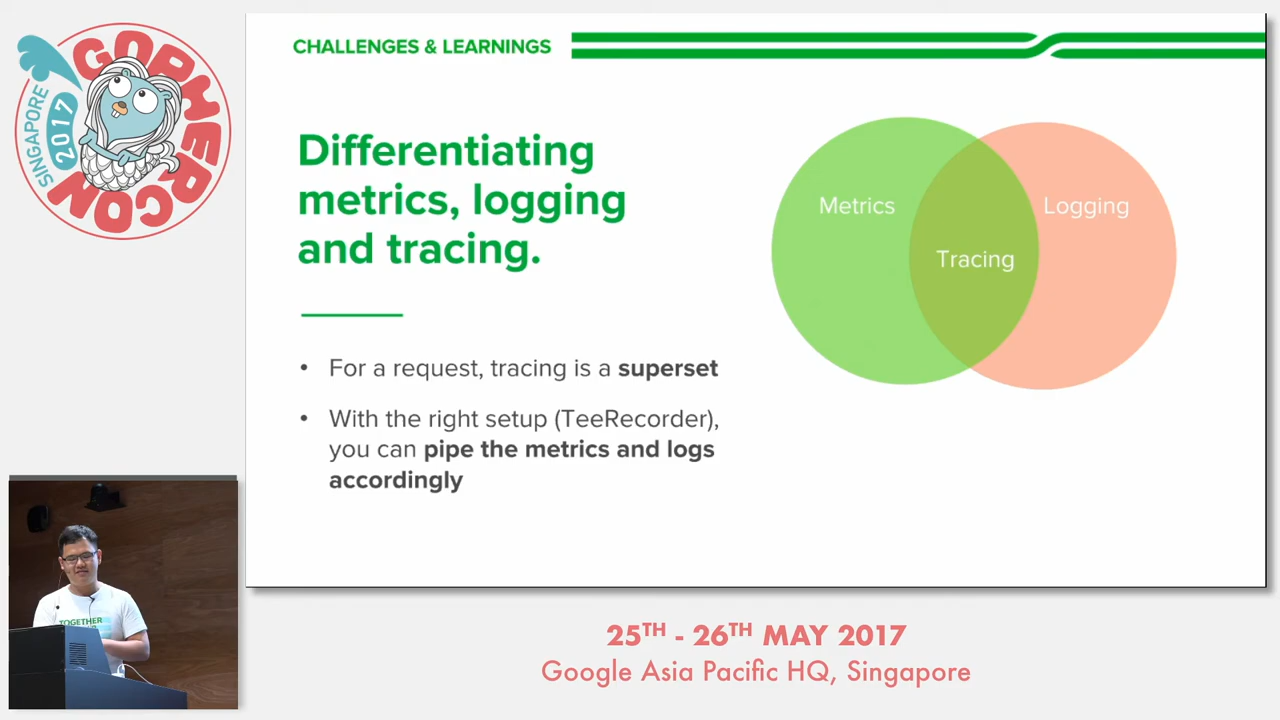 GOPHERCON
SINGAPORE
2017
CHALLENGES & LEARNINGS
Differentiating
metrics, logging
and tracing.
• For a request, tracing is a superset
• With the right setup (TeeRecorder),
you can pipe the metrics and logs
accordingly
Metrics
Logging
Tracing
TOGETHER
25TH - 26TH MAY 2017
Google Asia Pacific HQ, Singapore